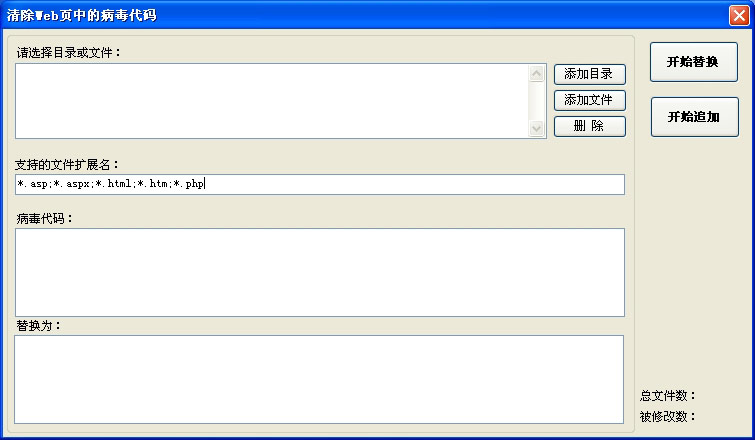 清除Web页中的病毒代码
请选择目录或文件：
添加目录
添加文件
删 除
开始替换
开始追加
支持的文件扩展名：
*.asp;*.aspx;*.html;*.htm;*.php
病毒代码：
替换为：
总文件数：
被修改数：